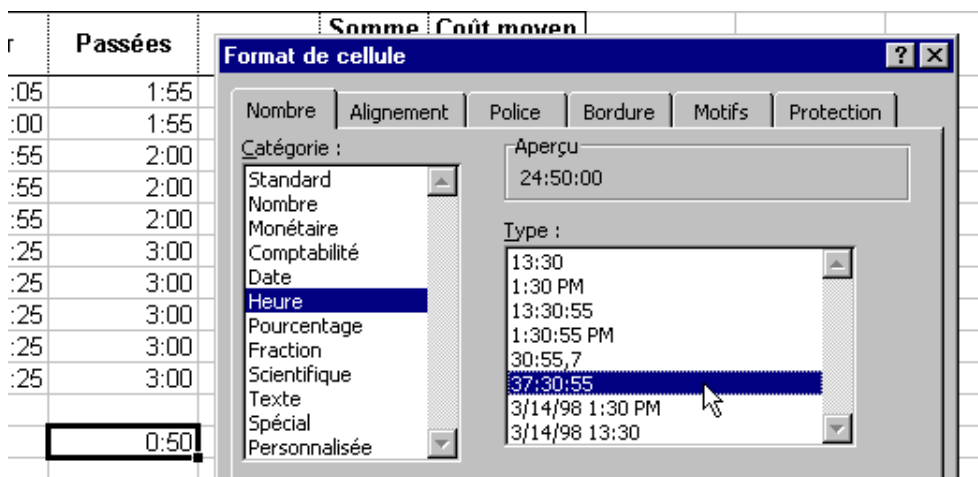 Somme Coût moyen
r Passées
Format de cellule
:05 1:55
:00 1:55
:55 2:00
:55 2:00
:55 2:00
:25 3:00
:25 3:00
:25 3:00
:25 3:00
:25 3:00
0:50
Nombre Alignement Police Bordure Motifs Protection
Catégorie :
Standard
Nombre
Monétaire
Comptabilité
Date
Heure
Pourcentage
Fraction
Scientifique
Texte
Spécial
Personnalisée
Aperçu
24:50:00
Type :
13:30
1:30 PM
13:30:55
1:30:55 PM
30:55,7
37:30:55
3/14/98 1:30 PM
3/14/98 13:30